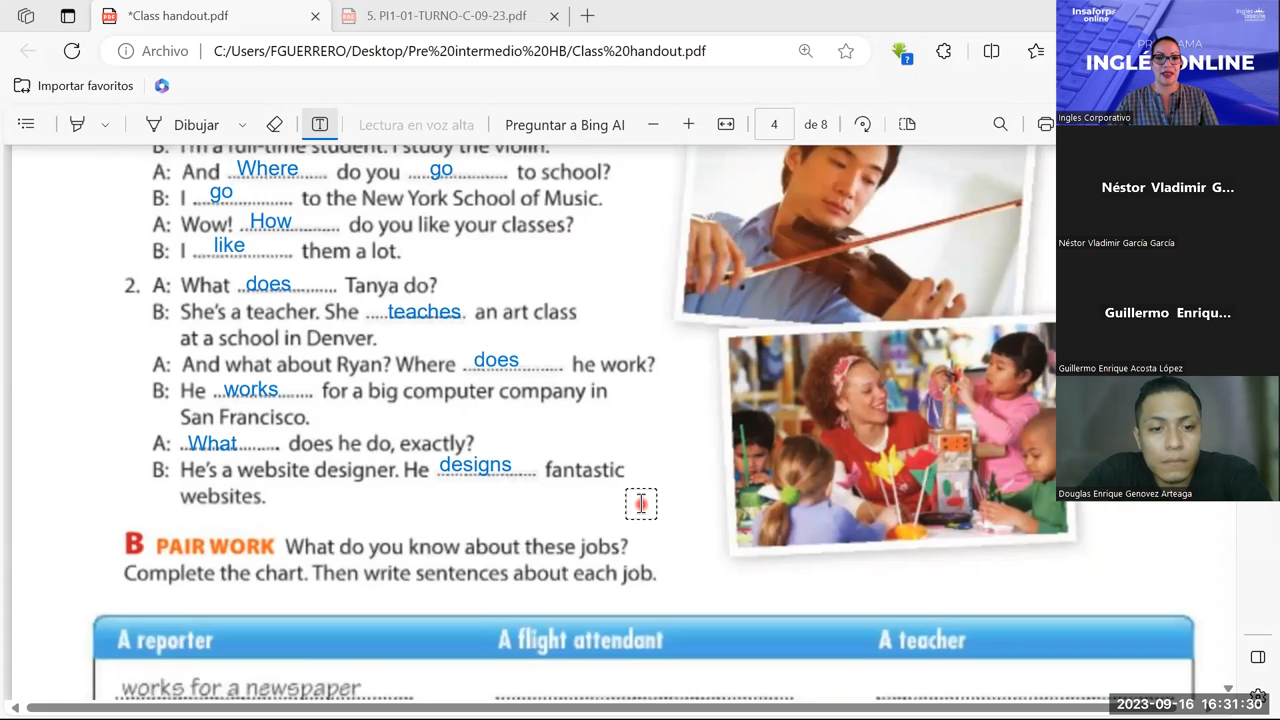 *Class handout.pdf
5.181-01-TURNO-C-09-23.pdf
Archivo
C:/Users/FGUERRERO/Desktop/Pre%20intermedio%20HB/Class%20handout.pdf
Importar favoritos
Dibujar
Lectura en voz alta
Preguntar a Bing AI
4
de 8
B: I'm a full-time student. I study the violin.
A: And Where do you go to school?
B: I go to the New York School of Music.
A: Wow! How do you like your classes?
B: I like them a lot.
2. A: What does Tanya do?
B: She's a teacher. She teaches an art class
at a school in Denver.
A: And what about Ryan? Where does he work?
B: He works for a big computer company in
San Francisco.
A: What does he do, exactly?
B: He's a website designer. He designs fantastic
websites.
B PAIR WORK What do you know about these jobs?
Complete the chart. Then write sentences about each job.
A reporter
A flight attendant
A teacher
works for a newspaper
Insaforp
online
INGLÉ ONLINE
Ingles Corporativo
Néstor Vladimir G...
Néstor Vladimir García García
Guillermo Enriqu...
Guillermo Enrique Acosta López
Douglas Enrique Genovez Arteaga
2023-09-16 16:31:30